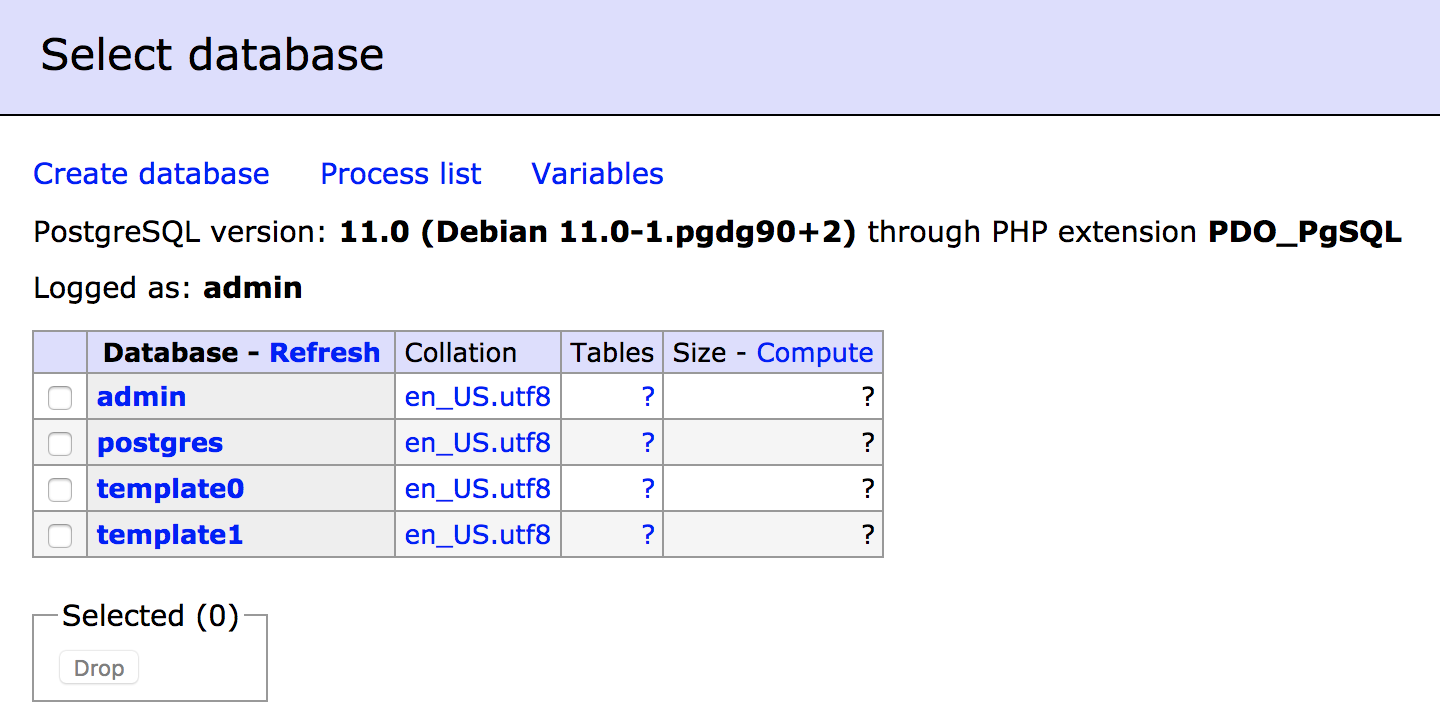 Select database
Create database Process list Variables
PostgreSQL version: 11.0 (Debian 11.0-1.pgdg90+2) through PHP extension PDO_PgSQL
Logged as: admin
Database - Refresh Collation Tables Size - Compute
admin en_US.utf8 ? ?
postgres en_US.utf8 ? ?
template0 en_US.utf8 ? ?
template1 en_US.utf8 ? ?
Selected (0)
Drop